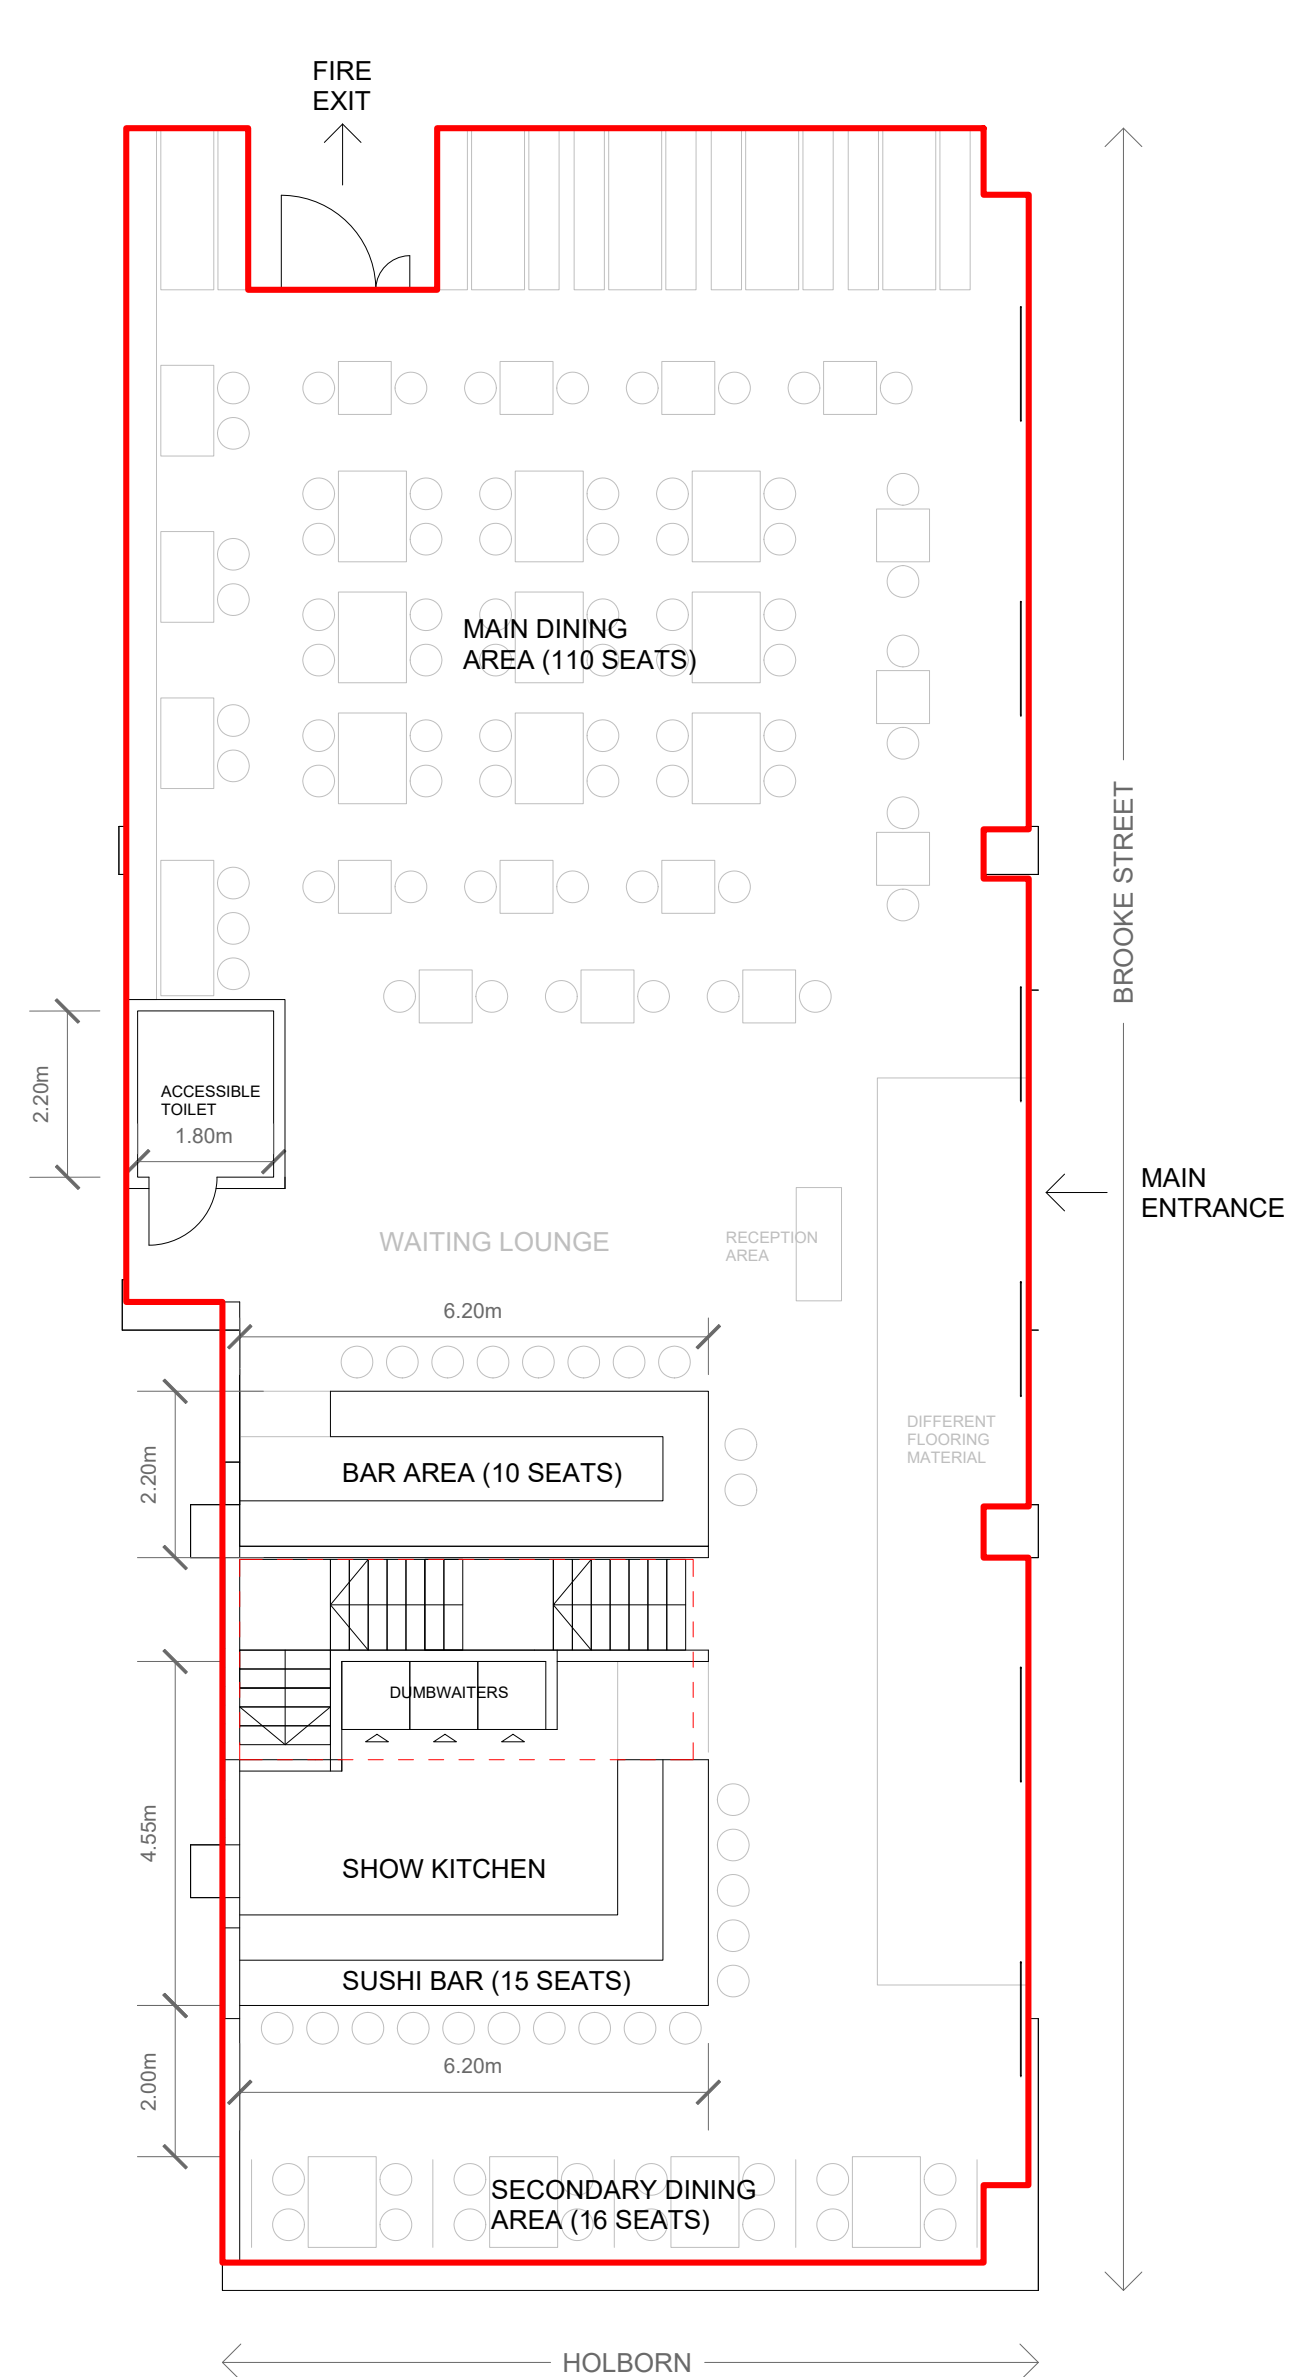 FIRE
EXIT
MAIN DINING
AREA (110 SEATS)
BROOKE STREET
2.20m
ACCESSIBLE
TOILET
1.80m
MAIN
ENTRANCE
WAITING LOUNGE
RECEPTION
AREA
6.20m
DIFFERENT
FLOORING
MATERIAL
2.20m
BAR AREA (10 SEATS)
DUMBWAITERS
4.55m
SHOW KITCHEN
SUSHI BAR (15 SEATS)
2.00m
6.20m
SECONDARY DINING
AREA (16 SEATS)
HOLBORN